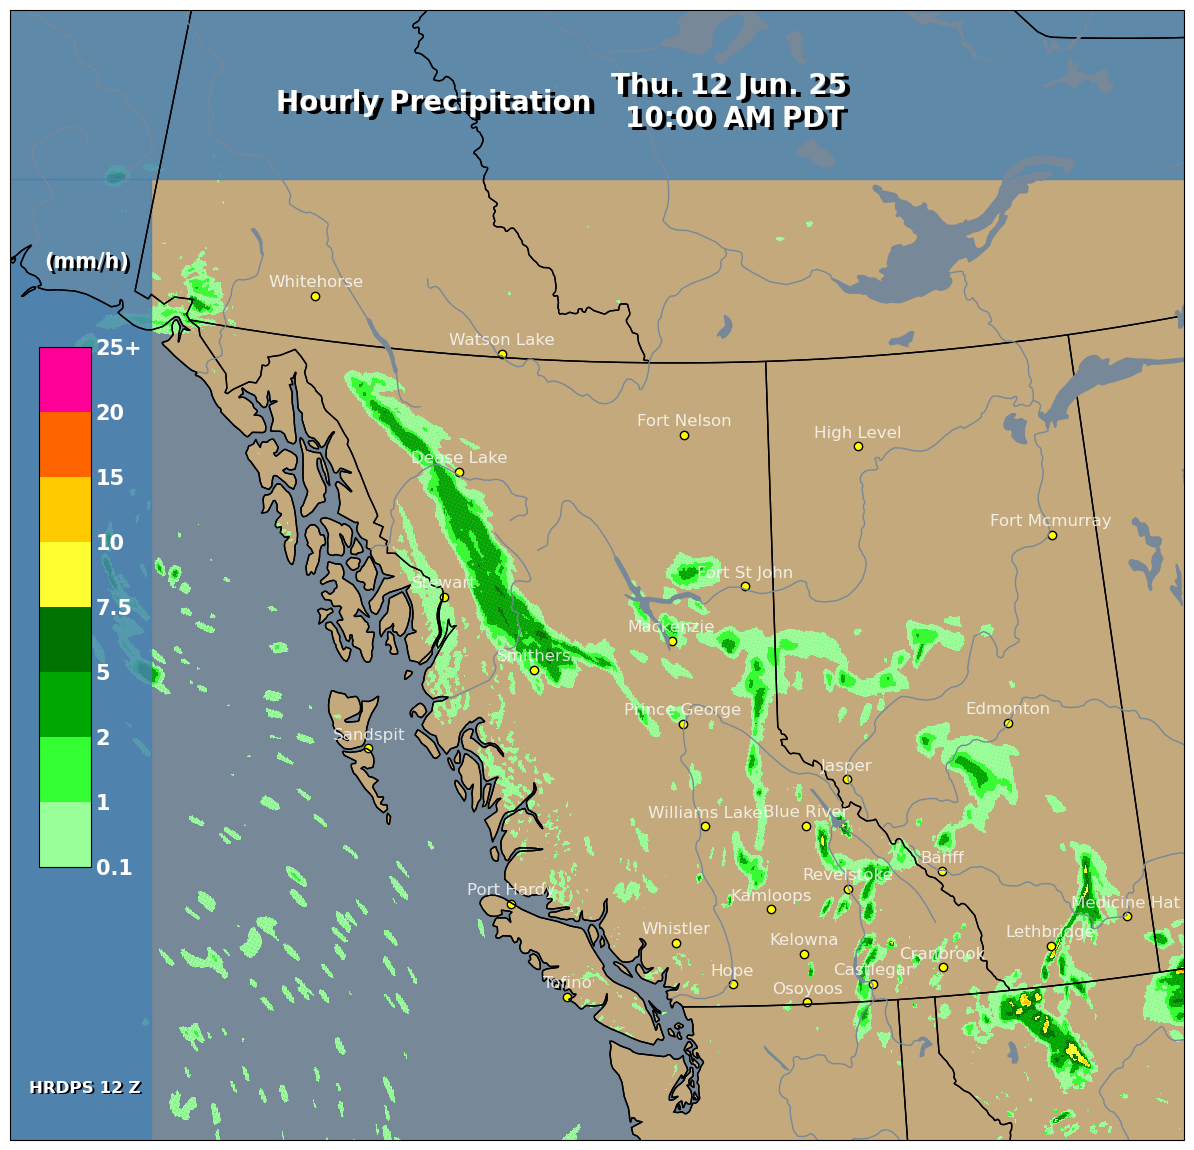 Thu. 12 Jun. 25
Hourly Precipitation
10:00 AM PDT
(mm/h)
Whitehorse
Watson Lake
25+
20
15
10
7.5
5
2
1
0.1
Fort Nelson
High Level
Dease Lake
Fort Mcmurray
Fort St John
Stewart
Mackenzie
Smithers
Prince George
Edmonton
Sandspit
Jasper
Williams Lake
Blue River
Banff
Revelstoke
Port Hardy
Kamloops
Medicine Hat
Whistler
Lethbridge
Kelowna
Cranbrook
Hope
Castlegar
Tofino
Osoyoos
HRDPS 12 Z